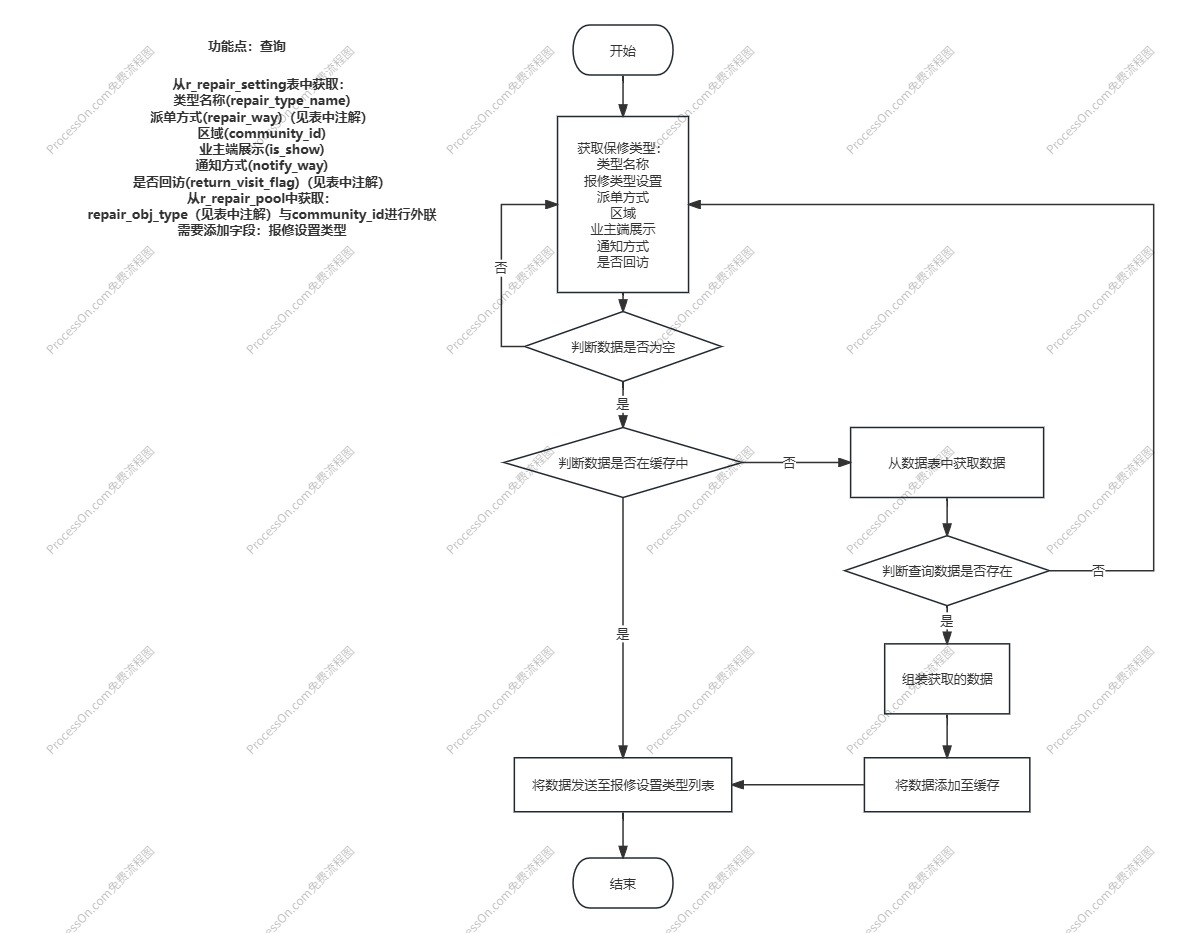 功能点：查询
从r_repair_setting表中获取：
类型名称(repair_type_name)
派单方式(repair_way)（见表中注解）
区域(community_id)
业主端展示(is_show)
通知方式(notify_way)
是否回访(return_visit_flag)（见表中注解）
从r_repair_pool中获取：
repair_obj_type（见表中注解）与community_id进行外联
需要添加字段：报修设置类型
开始
获取保修类型：
类型名称
报修类型设置
派单方式
区域
业主端展示
通知方式
是否回访
否
判断数据是否为空
是
判断数据是否在缓存中
否
从数据表中获取数据
判断查询数据是否存在
否
是
是
组装获取的数据
将数据发送至报修设置类型列表
将数据添加至缓存
结束
ProcessOn.com免费流程图